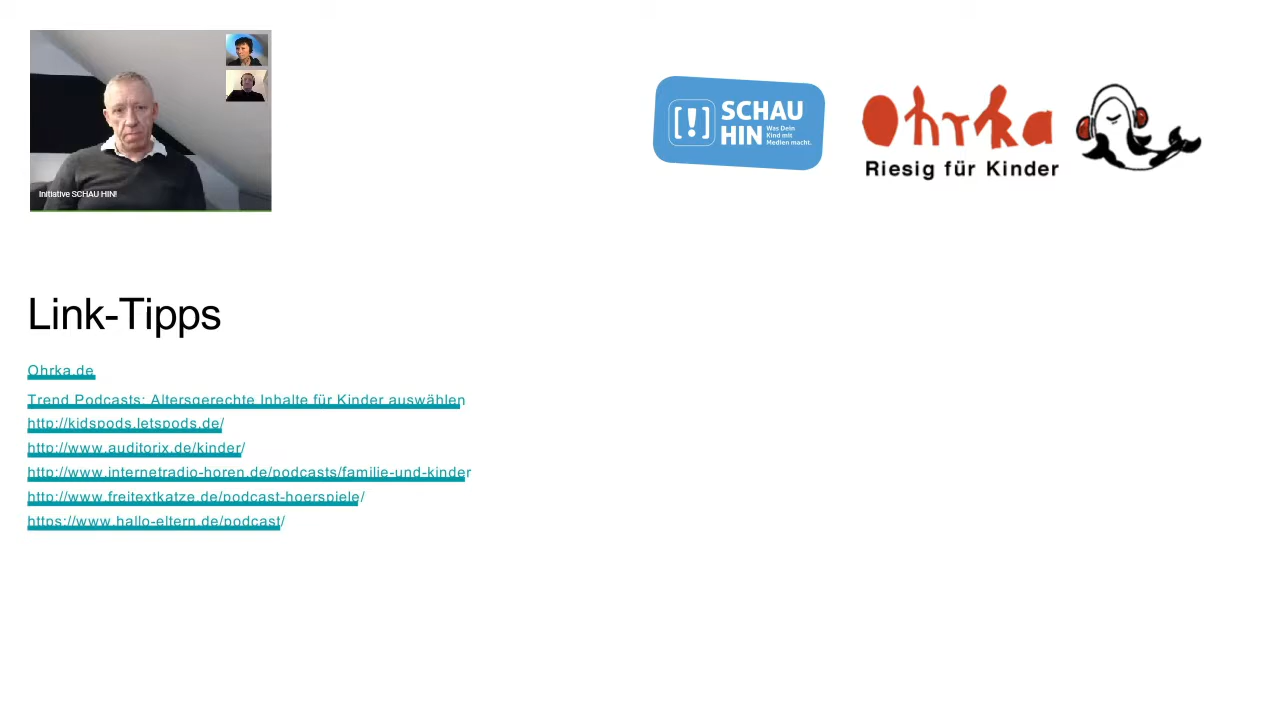 Initiative SCHAU HIN!
[!] SCHAU
HIN Was Dein
Kind mit
Medien macht.
Ohrka
Riesig für Kinder
Link-Tipps
Ohrka.de
Trend Podcasts: Altersgerechte Inhalte für Kinder auswählen
http://kidspods.letspods.de/
http://www.auditorix.de/kinder/
http://www.internetradio-horen.de/podcasts/familie-und-kinder
http://www.freitextkatze.de/podcast-hoerspiele/
https://www.hallo-eltern.de/podcast/